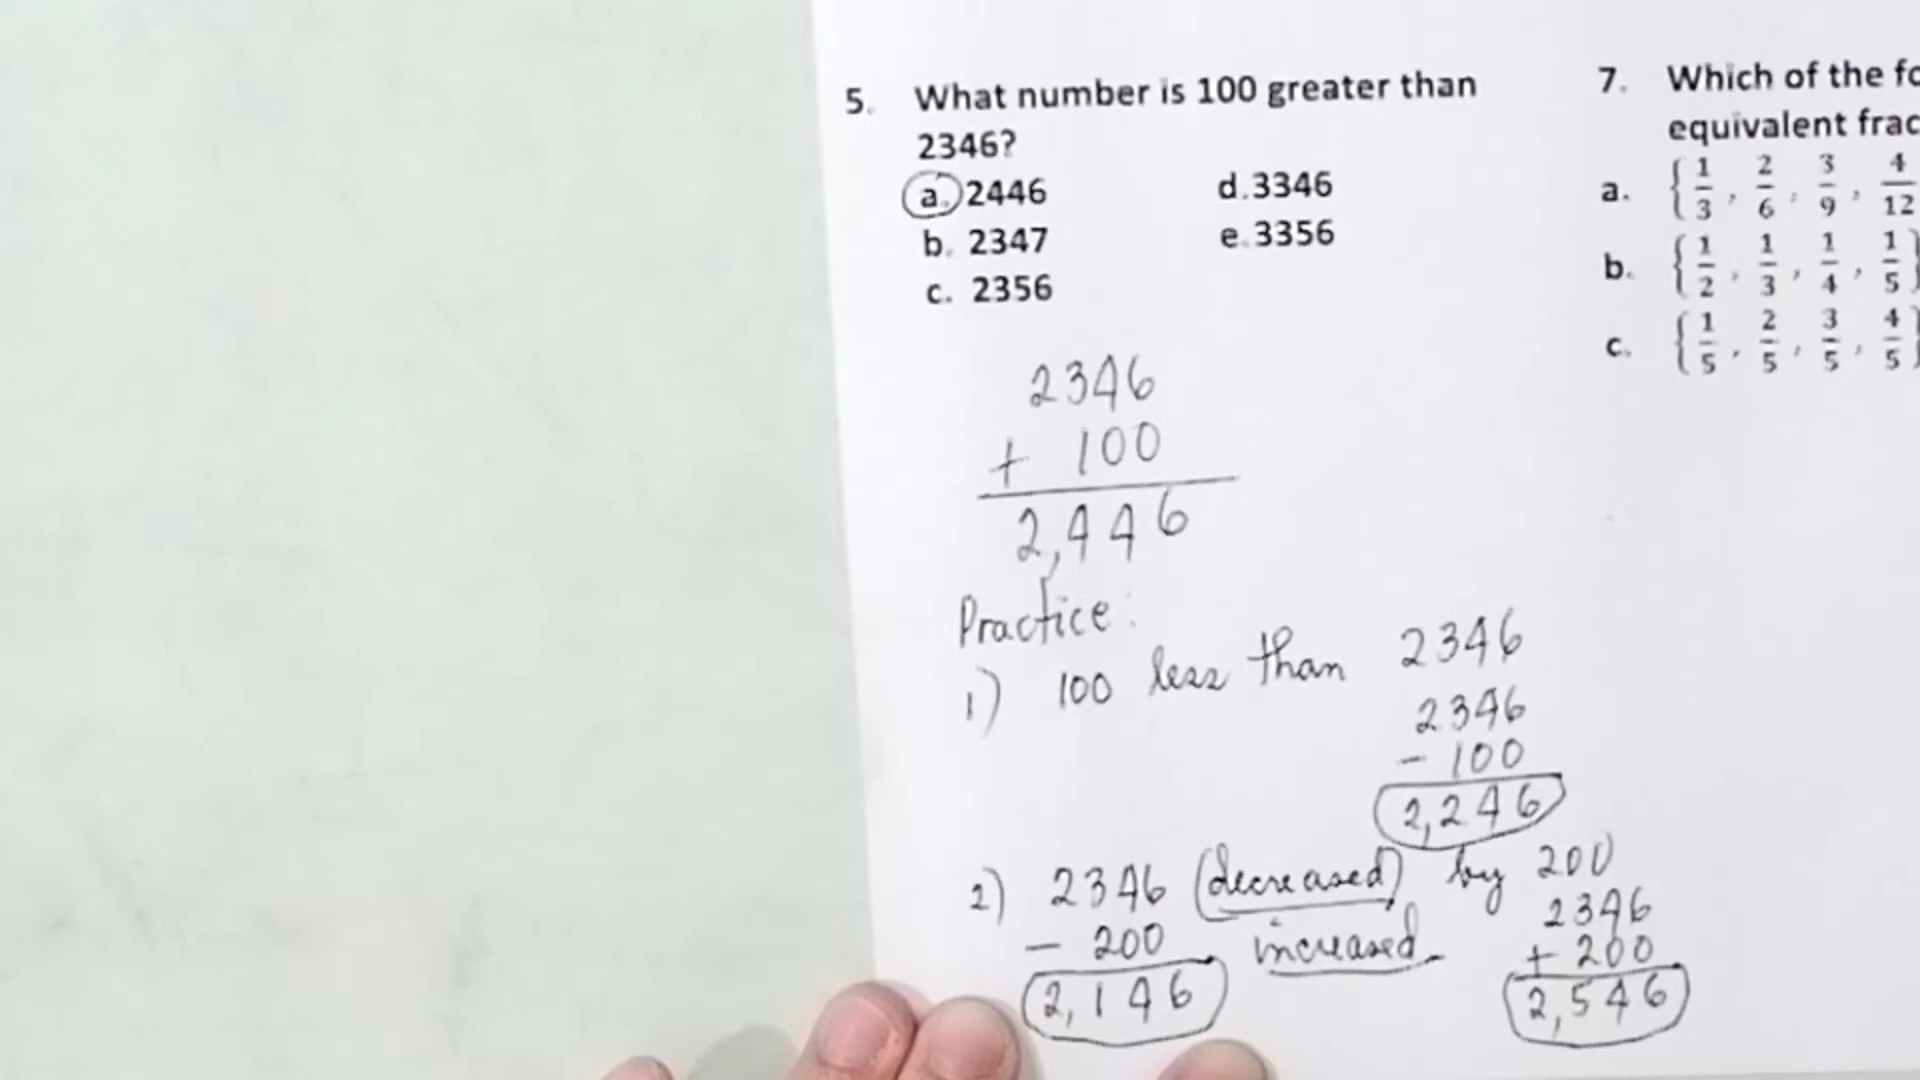 5. What number is 100 greater than
2346?
a. 2446 d.3346
b. 2347 e.3356
c. 2356
2346
+ 100
2,446
Practice:
1) 100 less than 2346
2346
- 100
2,246
2) 2346 (decreased) by 200
- 200 increased 2346
+ 200
2,146 2,546
7. Which of the
equivalent
a. { 1/3 , 2/6 , 3/9 , 4/12
b. { 1/2 , 1/3 , 1/4 , 1/5 }
c. { 1/5 , 2/5 , 3/5 , 4/5 }